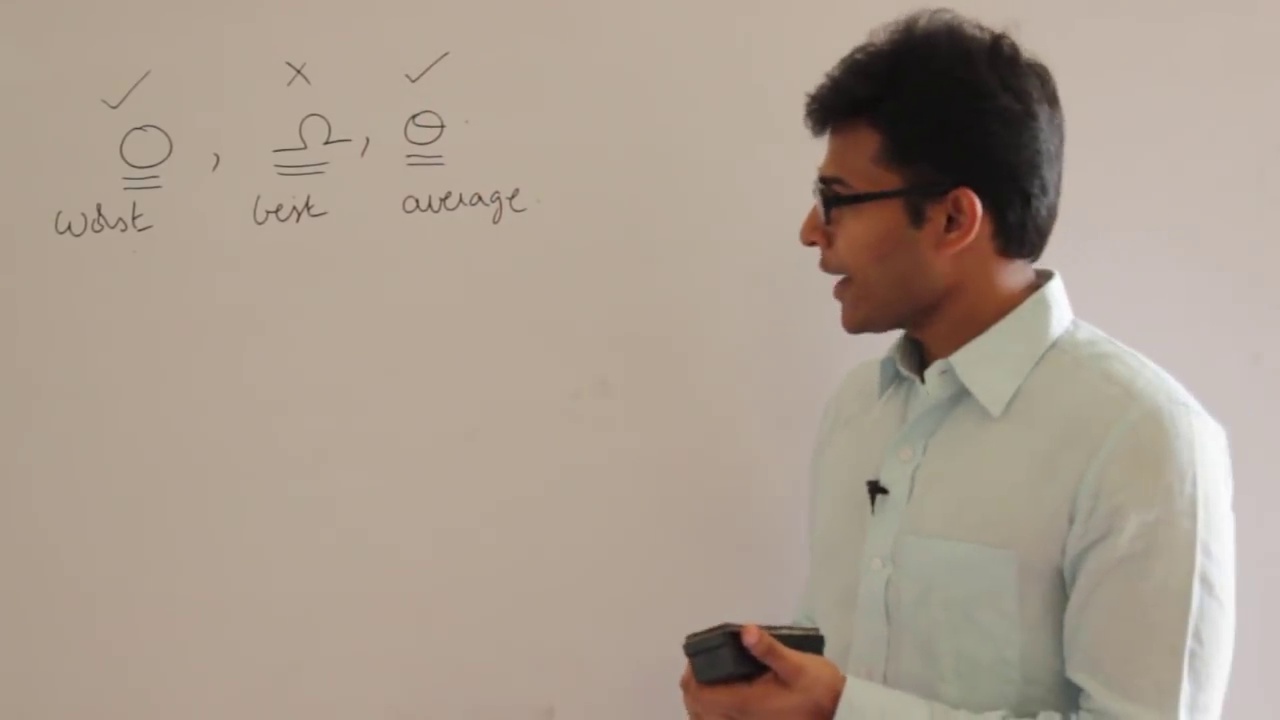 ✓ × ✓
O , Ω , Θ
worst best average